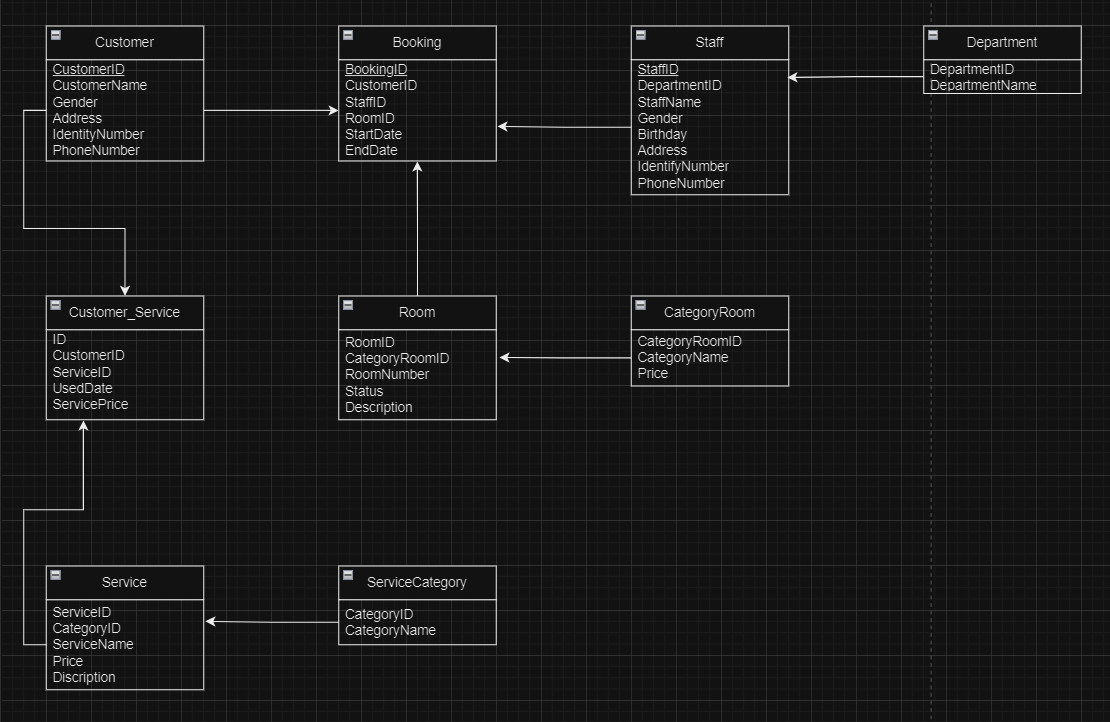 Customer
CustomerID
CustomerName
Gender
Address
IdentityNumber
PhoneNumber
Booking
BookingID
CustomerID
StaffID
RoomID
StartDate
EndDate
Staff
StaffID
DepartmentID
StaffName
Gender
Birthday
Address
IdentifyNumber
PhoneNumber
Department
DepartmentID
DepartmentName
Customer_Service
ID
CustomerID
ServiceID
UsedDate
ServicePrice
Room
RoomID
CategoryRoomID
RoomNumber
Status
Description
CategoryRoom
CategoryRoomID
CategoryName
Price
Service
ServiceID
CategoryID
ServiceName
Price
Discription
ServiceCategory
CategoryID
CategoryName